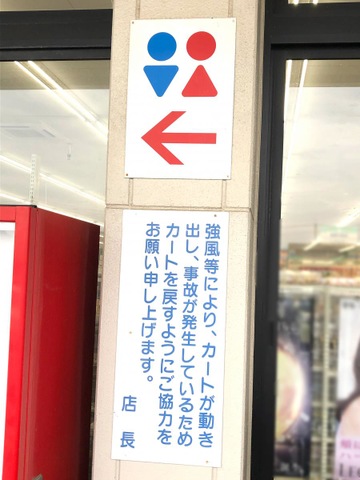 強風等により、カートが動き
出し、事故が発生しているため
カートを戻すようにご協力を
お願い申し上げます。
店長